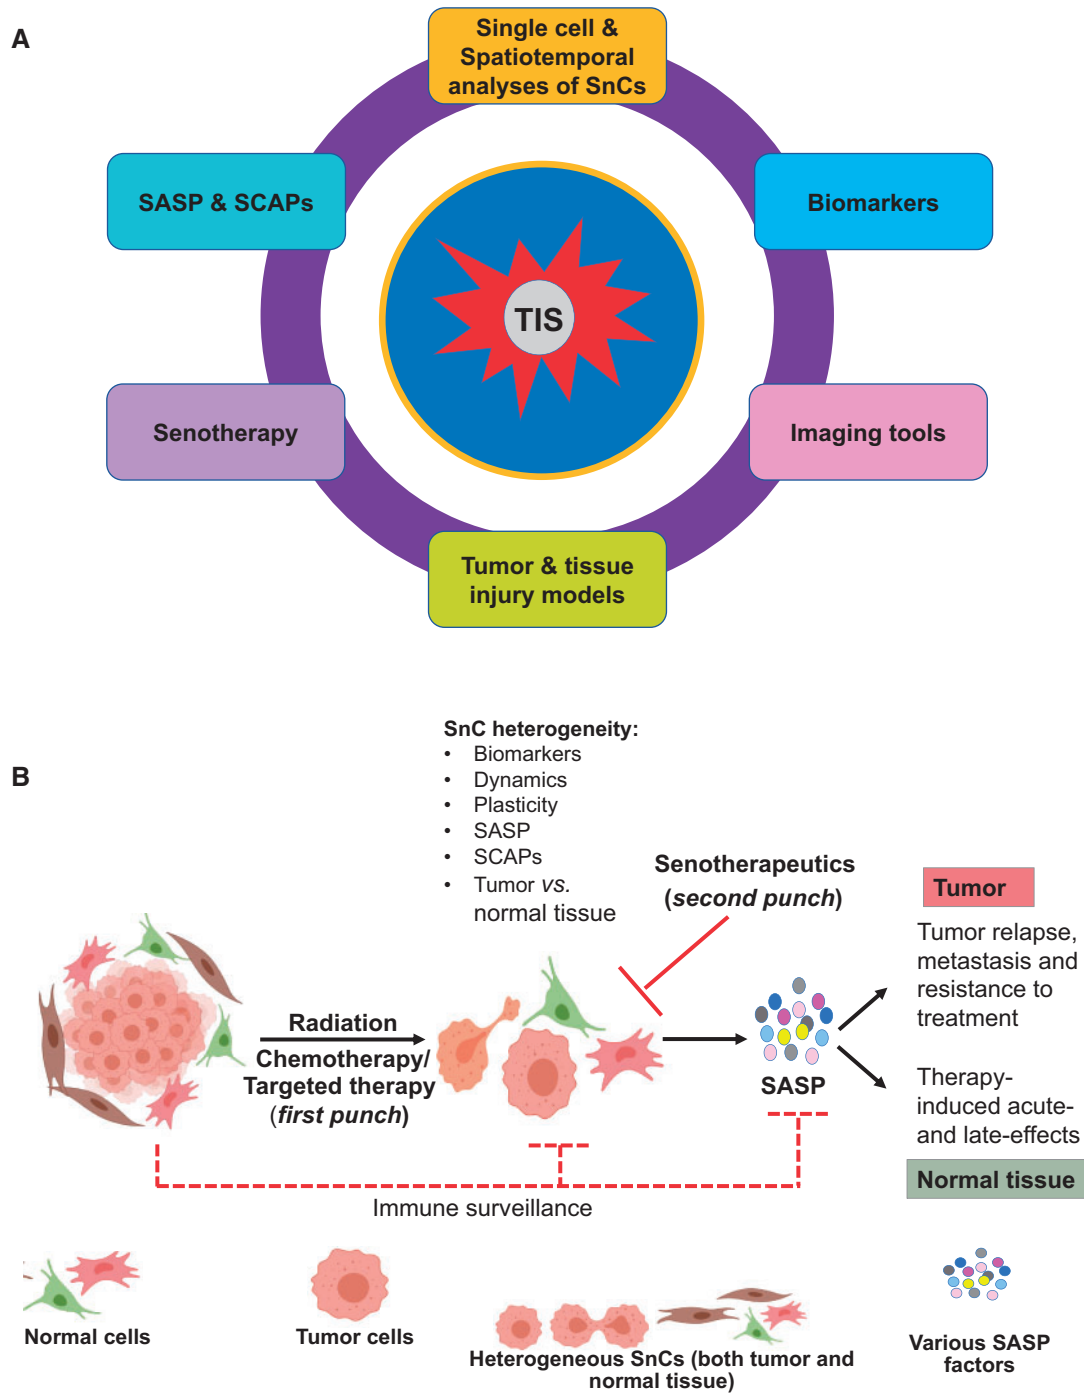 A
Single cell &
Spatiotemporal
analyses of SnCs
SASP & SCAPs
Biomarkers
TIS
Senotherapy
Imaging tools
Tumor & tissue
injury models
B
SnC heterogeneity:
• Biomarkers
• Dynamics
• Plasticity
• SASP
• SCAPs
• Tumor vs.
normal tissue
Senotherapeutics
(second punch)
Radiation
Chemotherapy/
Targeted therapy
(first punch)
SASP
Tumor
Tumor relapse,
metastasis and
resistance to
treatment
Therapy-
induced acute-
and late-effects
Normal tissue
Immune surveillance
Normal cells
Tumor cells
Heterogeneous SnCs (both tumor and
normal tissue)
Various SASP
factors